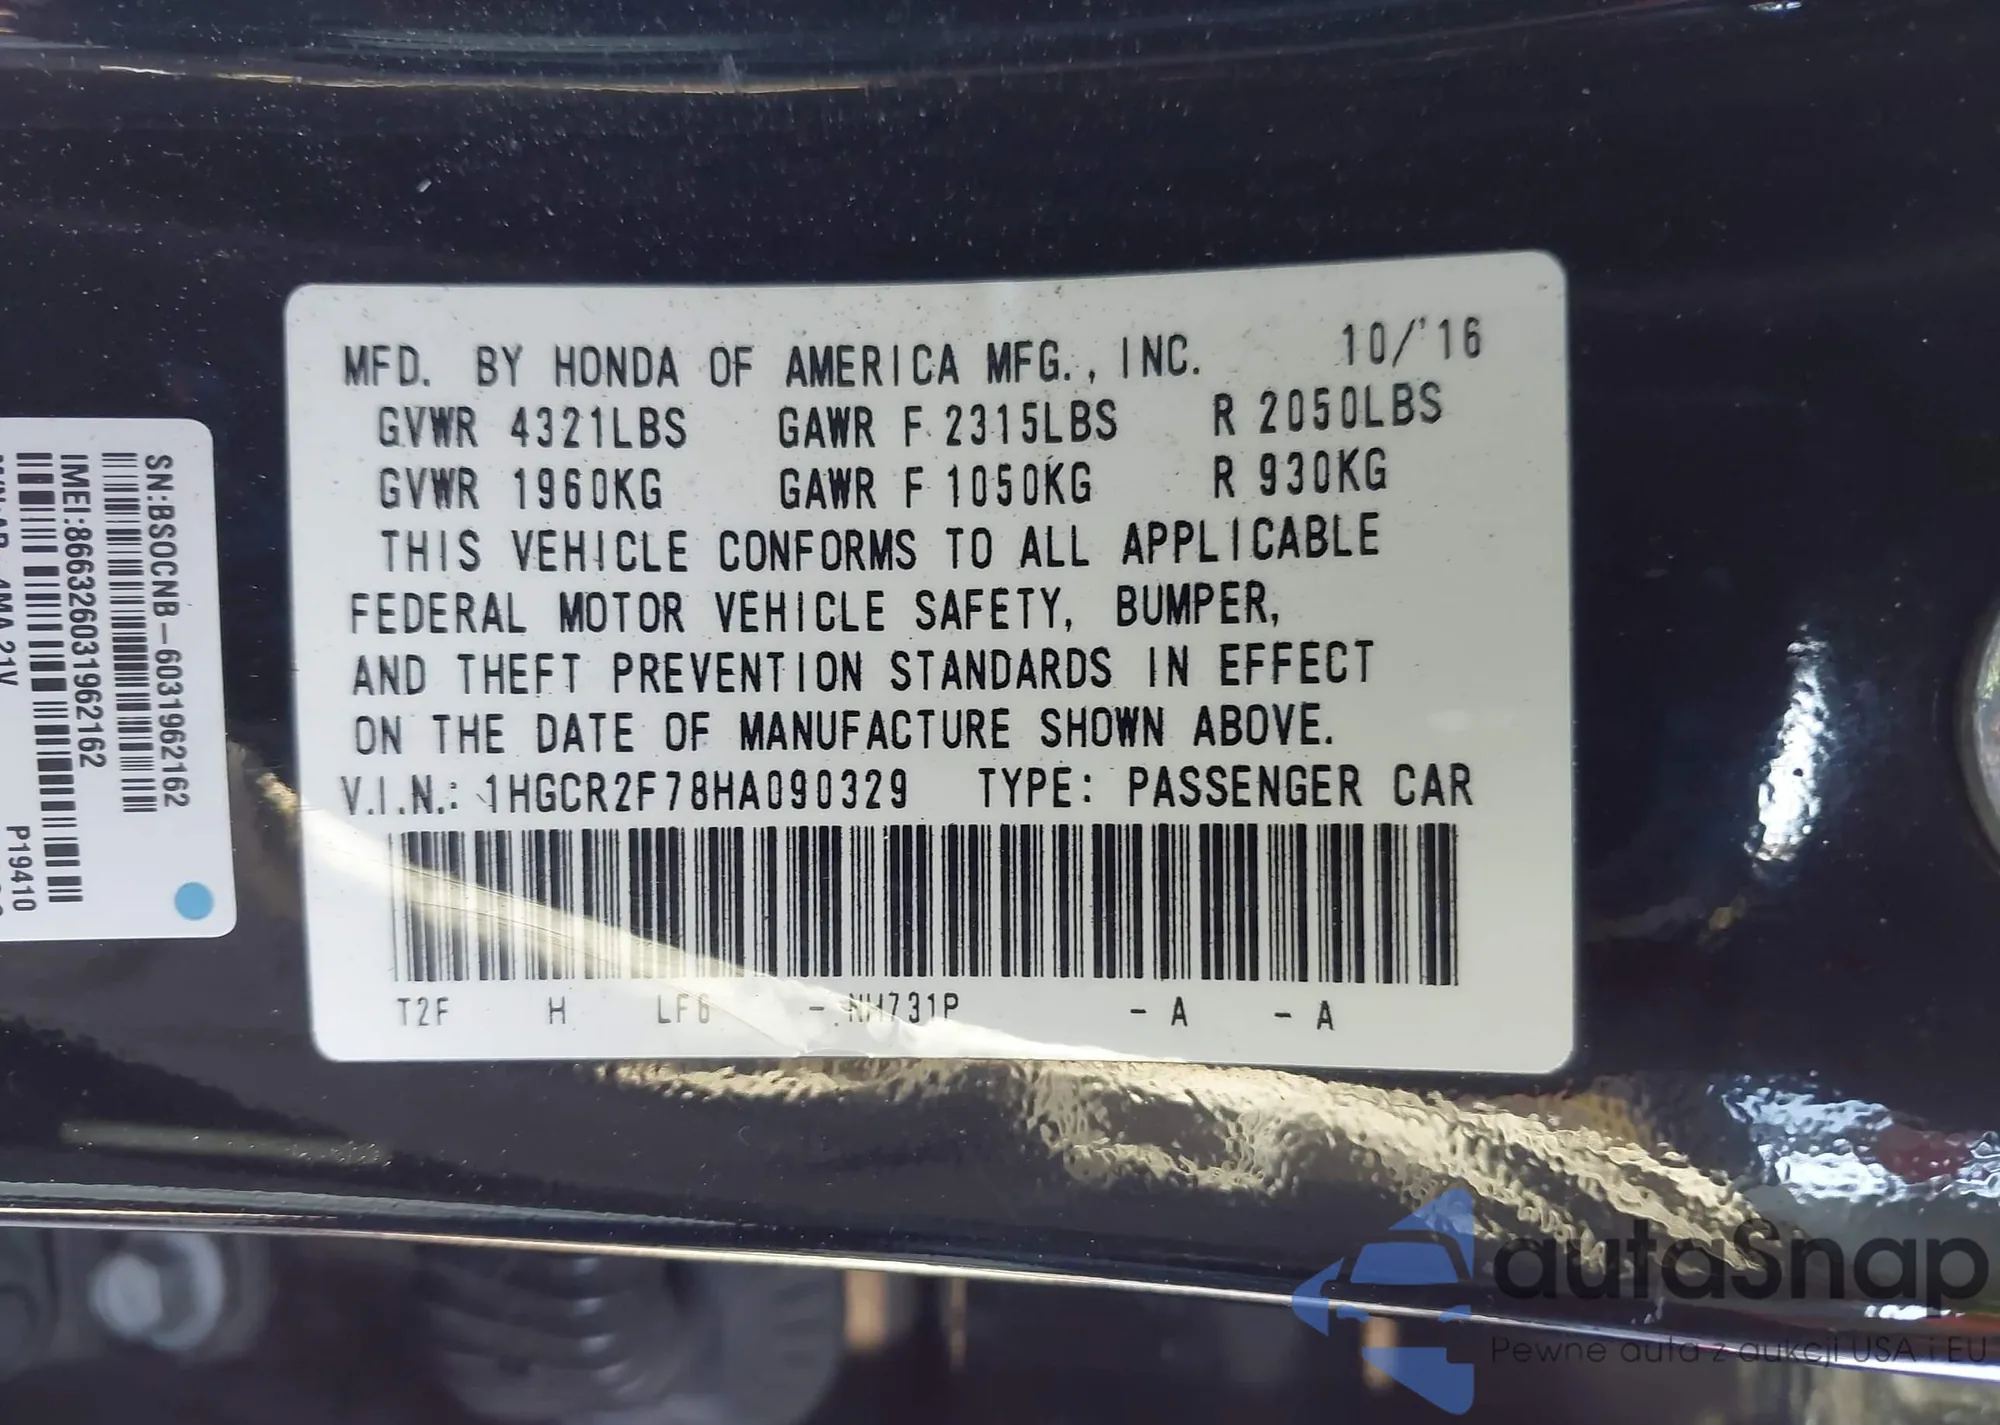 MFD. BY HONDA OF AMERICA MFG., INC. 10/'16
GVWR 4321LBS GAWR F 2315LBS R 2050LBS
GVWR 1960KG GAWR F 1050KG R 930KG
THIS VEHICLE CONFORMS TO ALL APPLICABLE
FEDERAL MOTOR VEHICLE SAFETY, BUMPER,
AND THEFT PREVENTION STANDARDS IN EFFECT
ON THE DATE OF MANUFACTURE SHOWN ABOVE.
V.I.N.: 1HGCR2F78HA090329 TYPE: PASSENGER CAR
T2F H LF6 - NH731P - A - A
SN:BSOCNB-6031962162
IMEI:866326031962162
21V
P19410
autaSnap
Pewne auta z aukcji USA i EU